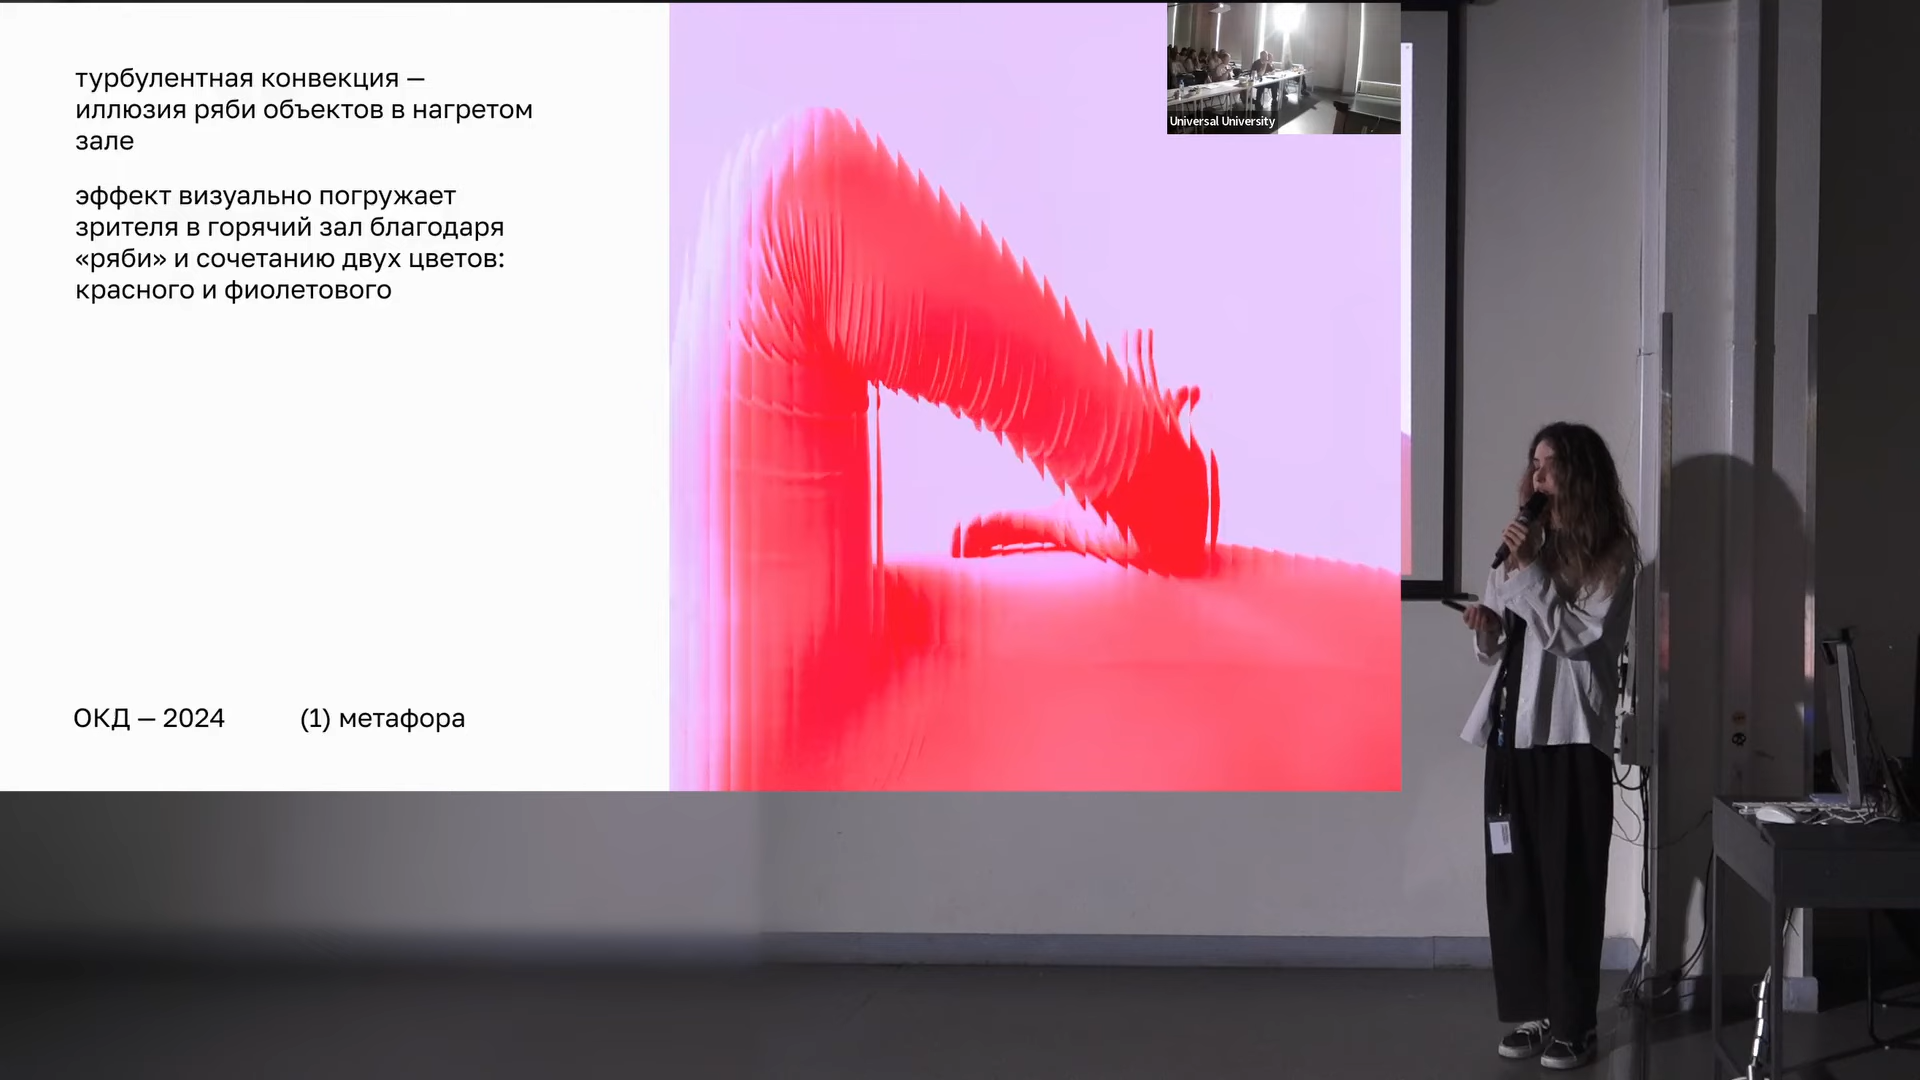 турбулентная конвекция —
иллюзия ряби объектов в нагретом
зале
эффект визуально погружает
зрителя в горячий зал благодаря
«ряби» и сочетанию двух цветов:
красного и фиолетового
ОКД — 2024
(1) метафора
Universal University